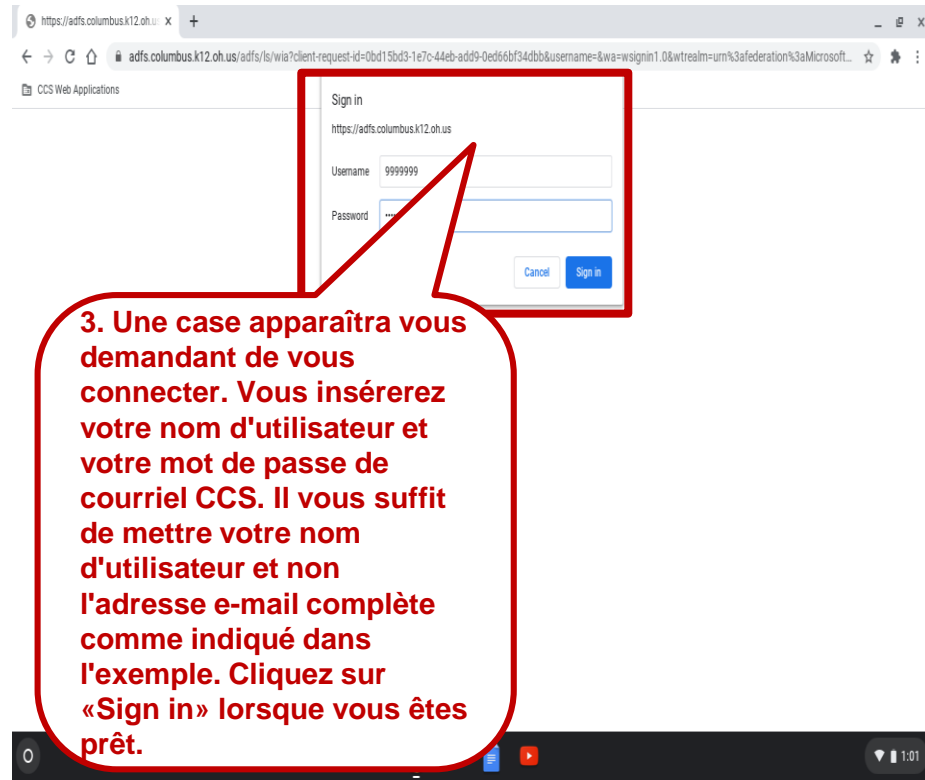 https://adfs.columbus.k12.oh.u x +
adfs.columbus.k12.oh.us/adfs/ls/wia?client-request-id=0bd15bd3-1e7c-44eb-add9-0ed66bf34dbb&username=&wa=wsignin1.0&wtrealm=urn%3afederation%3aMicrosoft...
CCS Web Applications
Sign in
https://adfs.columbus.k12.oh.us
Username 9999999
Password
Cancel Sign in
3. Une case apparaîtra vous
demandant de vous
connecter. Vous insérerez
votre nom d'utilisateur et
votre mot de passe de
courriel CCS. Il vous suffit
de mettre votre nom
d'utilisateur et non
l'adresse e-mail complète
comme indiqué dans
l'exemple. Cliquez sur
«Sign in» lorsque vous êtes
prêt.
1:01